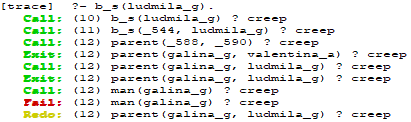 [trace]  ?- b_s(ludmila_g).
Call: (10) b_s(ludmila_g) ? creep
Call: (11) b_s(_544, ludmila_g) ? creep
Call: (12) parent(_588, _590) ? creep
Exit: (12) parent(galina_g, valentina_a) ? creep
Call: (12) parent(galina_g, ludmila_g) ? creep
Exit: (12) parent(galina_g, ludmila_g) ? creep
Call: (12) man(galina_g) ? creep
Fail: (12) man(galina_g) ? creep
Redo: (12) parent(galina_g, ludmila_g) ? creep